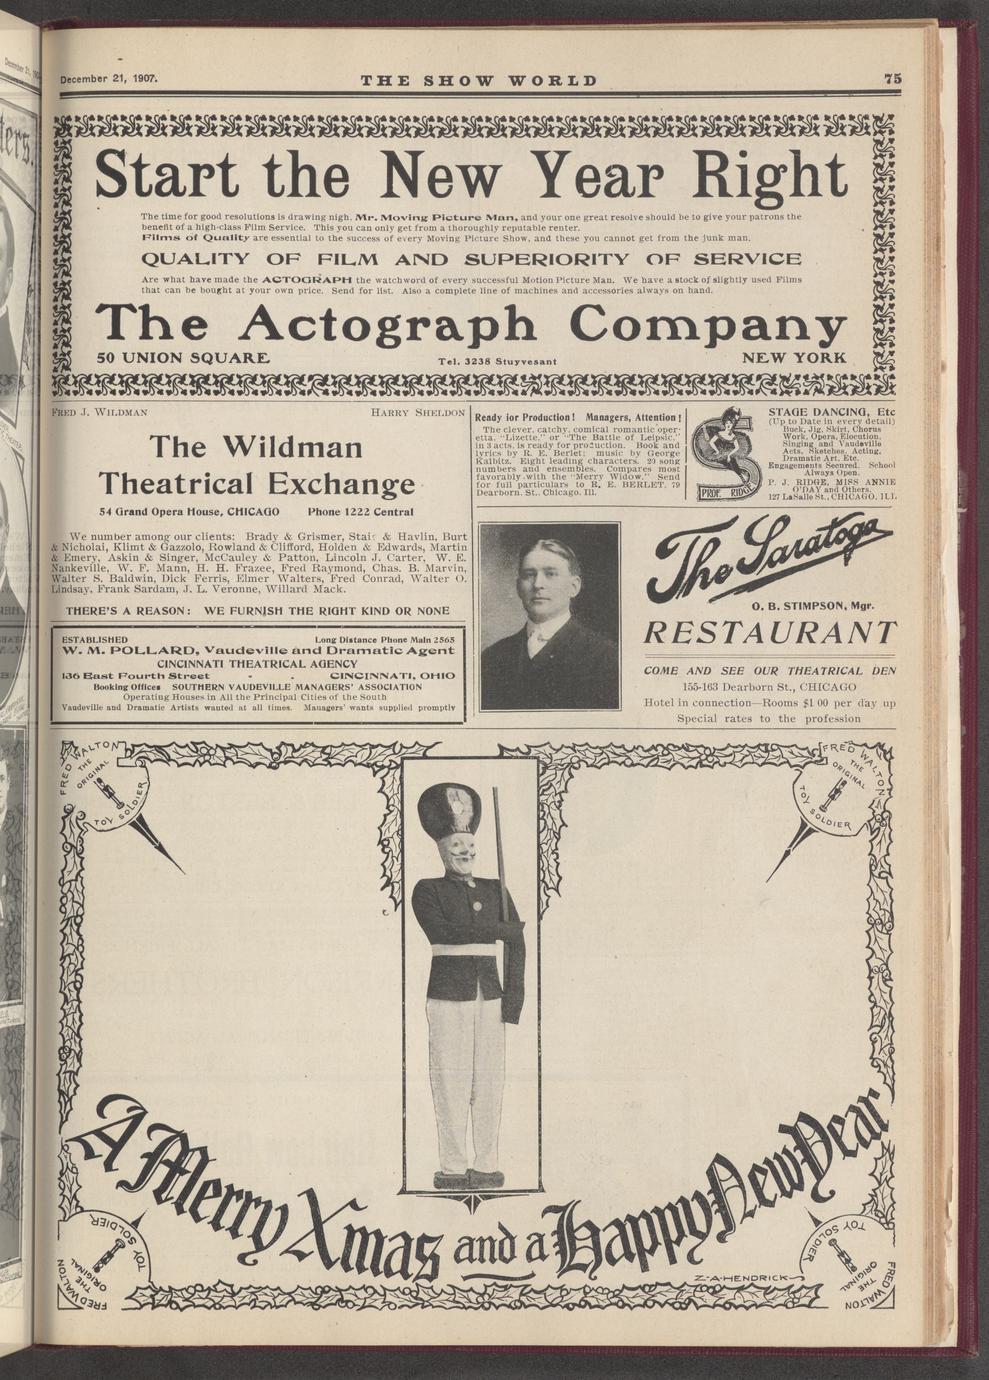 December 21, 1907.
THE SHOW WORLD
75
Start the New Year Right
The time for good resolutions is drawing nigh, Mr. Moving Picture Man, and your one great resolve should be to give your patrons the
benefit of a high-class Film Service. This you can only get from a thoroughly reputable renter.
Films of Quality are essential to the success of every Moving Picture Show, and these you cannot get from the junk man.
QUALITY OF FILM AND SUPERIORITY OF SERVICE
Are what have made the ACTOGRAPH the watchword of every successful Motion Picture Man. We have a stock of slightly used Films
that can be bought at your own price. Send for list. Also a complete line of machines and accessories always on hand.
The Actograph Company
50 UNION SQUARE
Tel. 3238 Stuyvesant
NEW YORK
FRED J. WILDMAN
HARRY SHELDON
The Wildman
Theatrical Exchange
54 Grand Opera House, CHICAGO Phone 1222 Central
We number among our clients: Brady & Grismer, Stair & Havlin, Burt
& Nicholai, Klimt & Gazzolo, Rowland & Clifford, Holden & Edwards, Martin
& Emery, Askin & Singer, McCauley & Patton, Lincoln J. Carter, W. E.
Nankeville, W. F. Mann, H. H. Frazee, Fred Raymond, Chas. B. Marvin,
Walter S. Baldwin, Dick Ferris, Elmer Walters, Fred Conrad, Walter O.
Lindsay, Frank Sardam, J. L. Veronne, Willard Mack.
THERE'S A REASON: WE FURNISH THE RIGHT KIND OR NONE
ESTABLISHED
Long Distance Phone Main 2565
W. M. POLLARD, Vaudeville and Dramatic Agent
CINCINNATI THEATRICAL AGENCY
136 East Fourth Street - - CINCINNATI, OHIO
Booking Offices SOUTHERN VAUDEVILLE MANAGERS' ASSOCIATION
Operating Houses in All the Principal Cities of the South
Vaudeville and Dramatic Artists wanted at all times. Managers' wants supplied promptly
Ready for Production! Managers, Attention!
The clever, catchy, comical romantic oper-
etta, "Lizette," or "The Battle of Leipsic,"
in 3 acts, is ready for production. Book and
lyrics by R. E. Berlet; music by George
Kalbitz. Eight leading characters. 20 song
numbers and ensembles. Compares most
favorably with the "Merry Widow." Send
for full particulars to R. E. BERLET, 79
Dearborn, St., Chicago, Ill.
PROF. RIDGE
STAGE DANCING, Etc
(Up to Date in every detail)
Buck, Jig, Skirt, Chorus
Work, Opera, Elocution,
Singing and Vaudeville
Acts, Sketches, Acting,
Dramatic Art, Etc.
Engagements Secured. School
Always Open.
P. J. RIDGE, MISS ANNIE
O'DAY and Others.
127 LaSalle St., CHICAGO, ILL
The Saratoga
O. B. STIMPSON, Mgr.
RESTAURANT
COME AND SEE OUR THEATRICAL DEN
155-163 Dearborn St., CHICAGO
Hotel in connection—Rooms $1 00 per day up
Special rates to the profession
FRED WALTON
THE
ORIGINAL
TOY SOLDIER
FRED WALTON
THE
ORIGINAL
TOY SOLDIER
A Merry Xmas and a Happy New Year
Z. A. HENDRICK
TOY SOLDIER
THE
ORIGINAL
FRED WALTON
TOY SOLDIER
THE
ORIGINAL
FRED WALTON